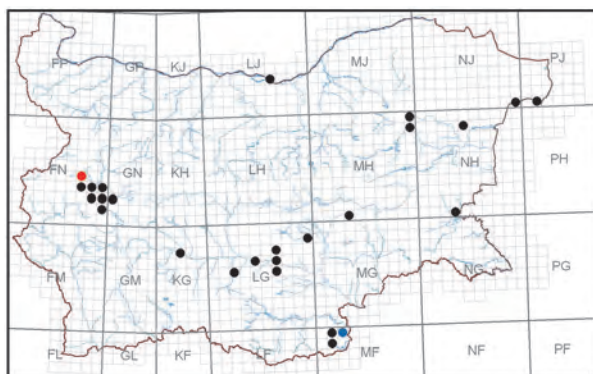 FP GP KJ LJ MJ NJ PJ
FN GN KH LH MH NH PH
FM GM KG LG MG NG PG
FL GL KF LF MF NF PF